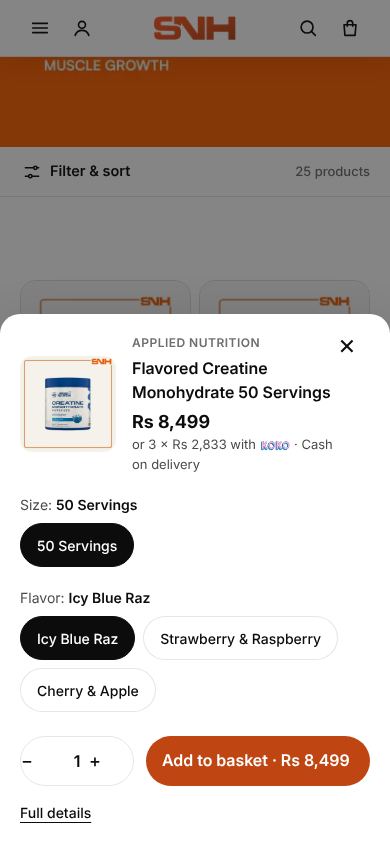 SNH
MUSCLE GROWTH
Filter & sort
25 products
SNH
SNH
APPLIED NUTRITION
SNH
CREATINE
Flavored Creatine
Monohydrate 50 Servings
Rs 8,499
or 3 × Rs 2,833 with KOKO · Cash
on delivery
Size: 50 Servings
50 Servings
Flavor: Icy Blue Raz
Icy Blue Raz
Strawberry & Raspberry
Cherry & Apple
− 1 +
Add to basket · Rs 8,499
Full details